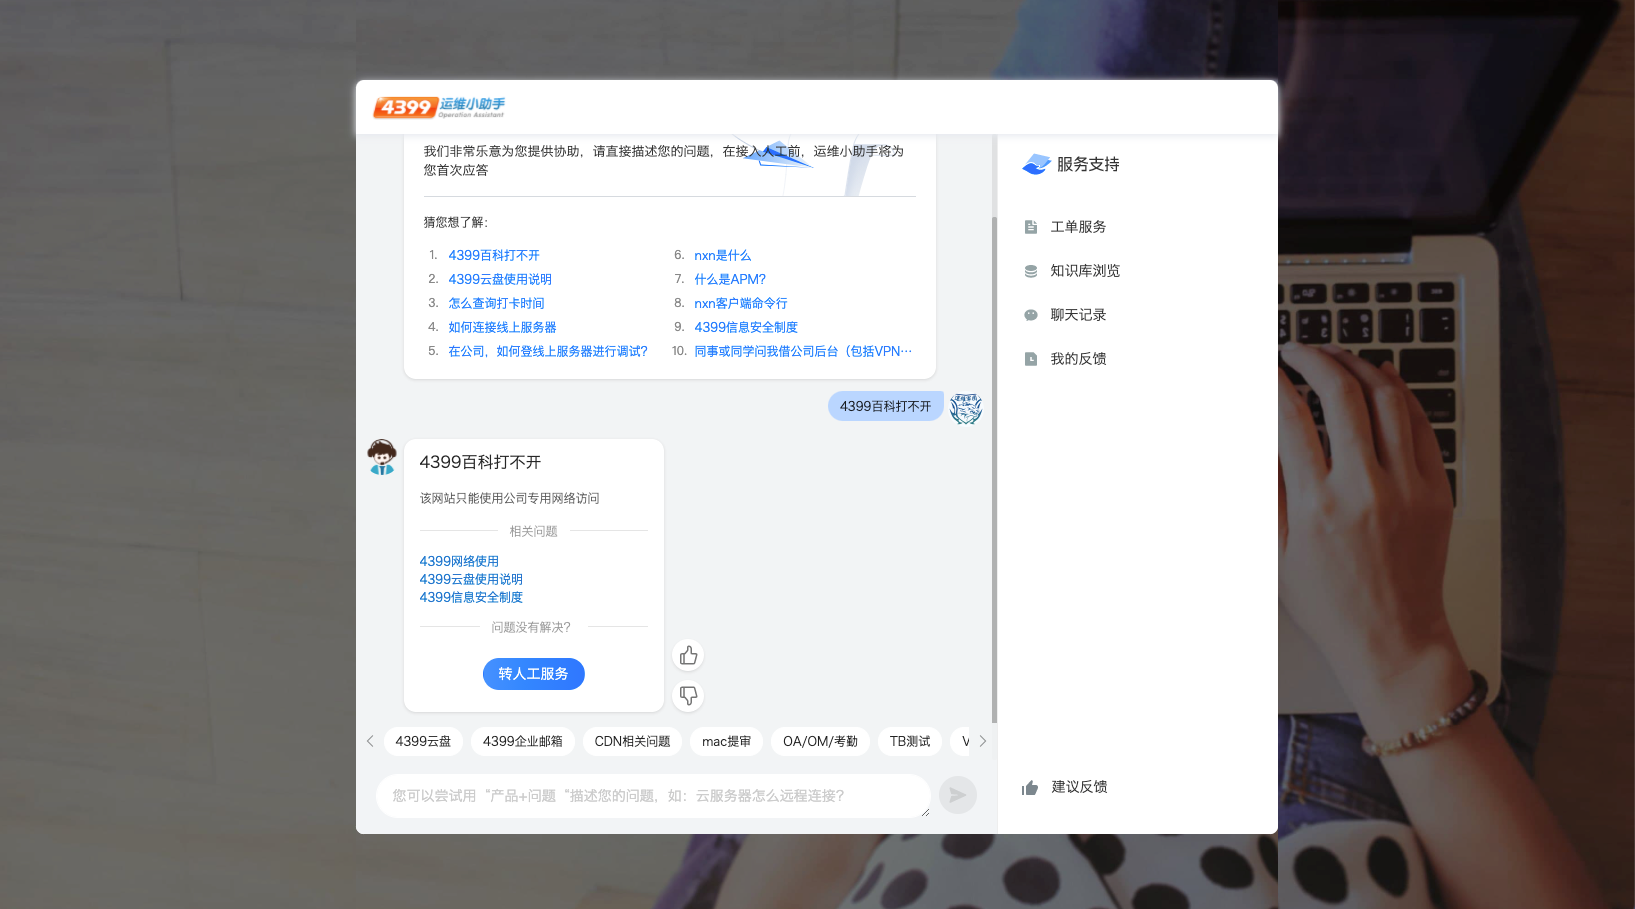 4399 运维小助手
Operation Assistant
我们非常乐意为您提供协助，请直接描述您的问题，在接入人工前，运维小助手将为
您首次应答
猜您想了解：
1. 4399百科打不开
2. 4399云盘使用说明
3. 怎么查询打卡时间
4. 如何连接线上服务器
5. 在公司，如何登线上服务器进行调试？
6. nxn是什么
7. 什么是APM?
8. nxn客户端命令行
9. 4399信息安全制度
10. 同事或同学问我借公司后台（包括VPN…
4399百科打不开
4399百科打不开
该网站只能使用公司专用网络访问
相关问题
4399网络使用
4399云盘使用说明
4399信息安全制度
问题没有解决？
转人工服务
4399云盘
4399企业邮箱
CDN相关问题
mac提审
OA/OM/考勤
TB测试
您可以尝试用“产品+问题“描述您的问题，如：云服务器怎么远程连接？
服务支持
工单服务
知识库浏览
聊天记录
我的反馈
建议反馈